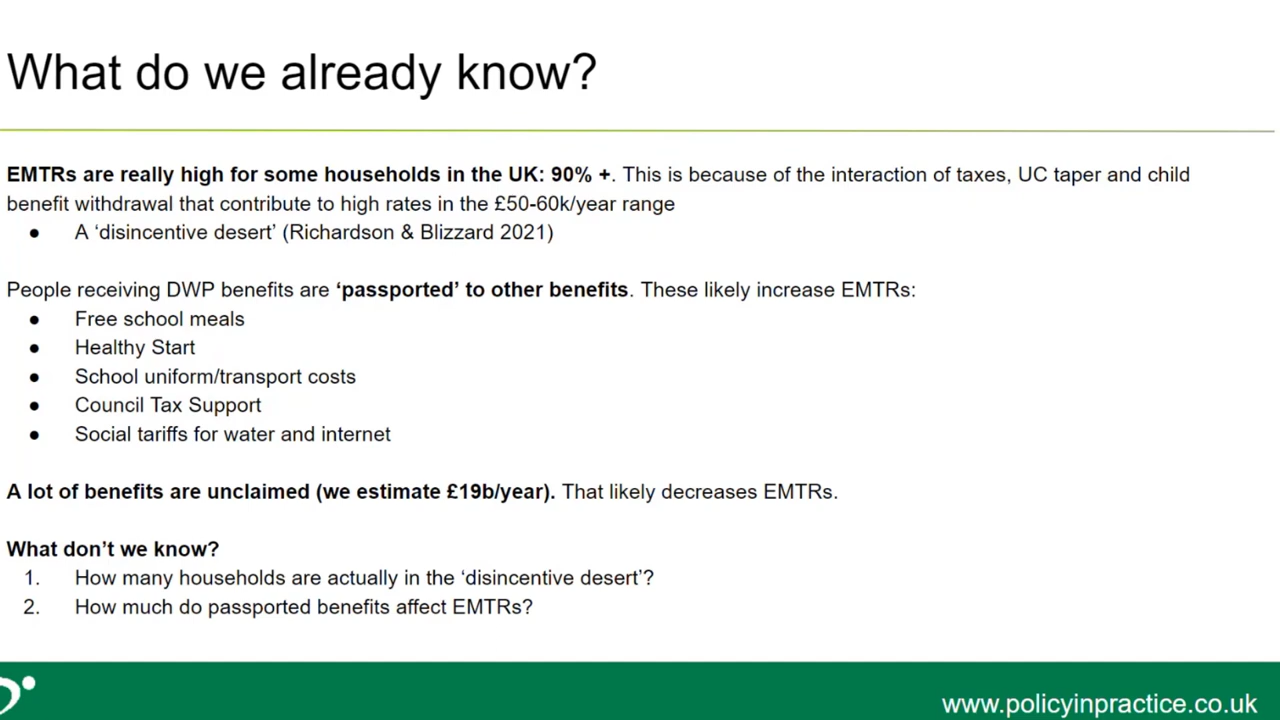 What do we already know?
EMTRs are really high for some households in the UK: 90% +. This is because of the interaction of taxes, UC taper and child
benefit withdrawal that contribute to high rates in the £50-60k/year range
● A ‘disincentive desert’ (Richardson & Blizzard 2021)
People receiving DWP benefits are ‘passported’ to other benefits. These likely increase EMTRs:
● Free school meals
● Healthy Start
● School uniform/transport costs
● Council Tax Support
● Social tariffs for water and internet
A lot of benefits are unclaimed (we estimate £19b/year). That likely decreases EMTRs.
What don’t we know?
1. How many households are actually in the ‘disincentive desert’?
2. How much do passported benefits affect EMTRs?
www.policyinpractice.co.uk